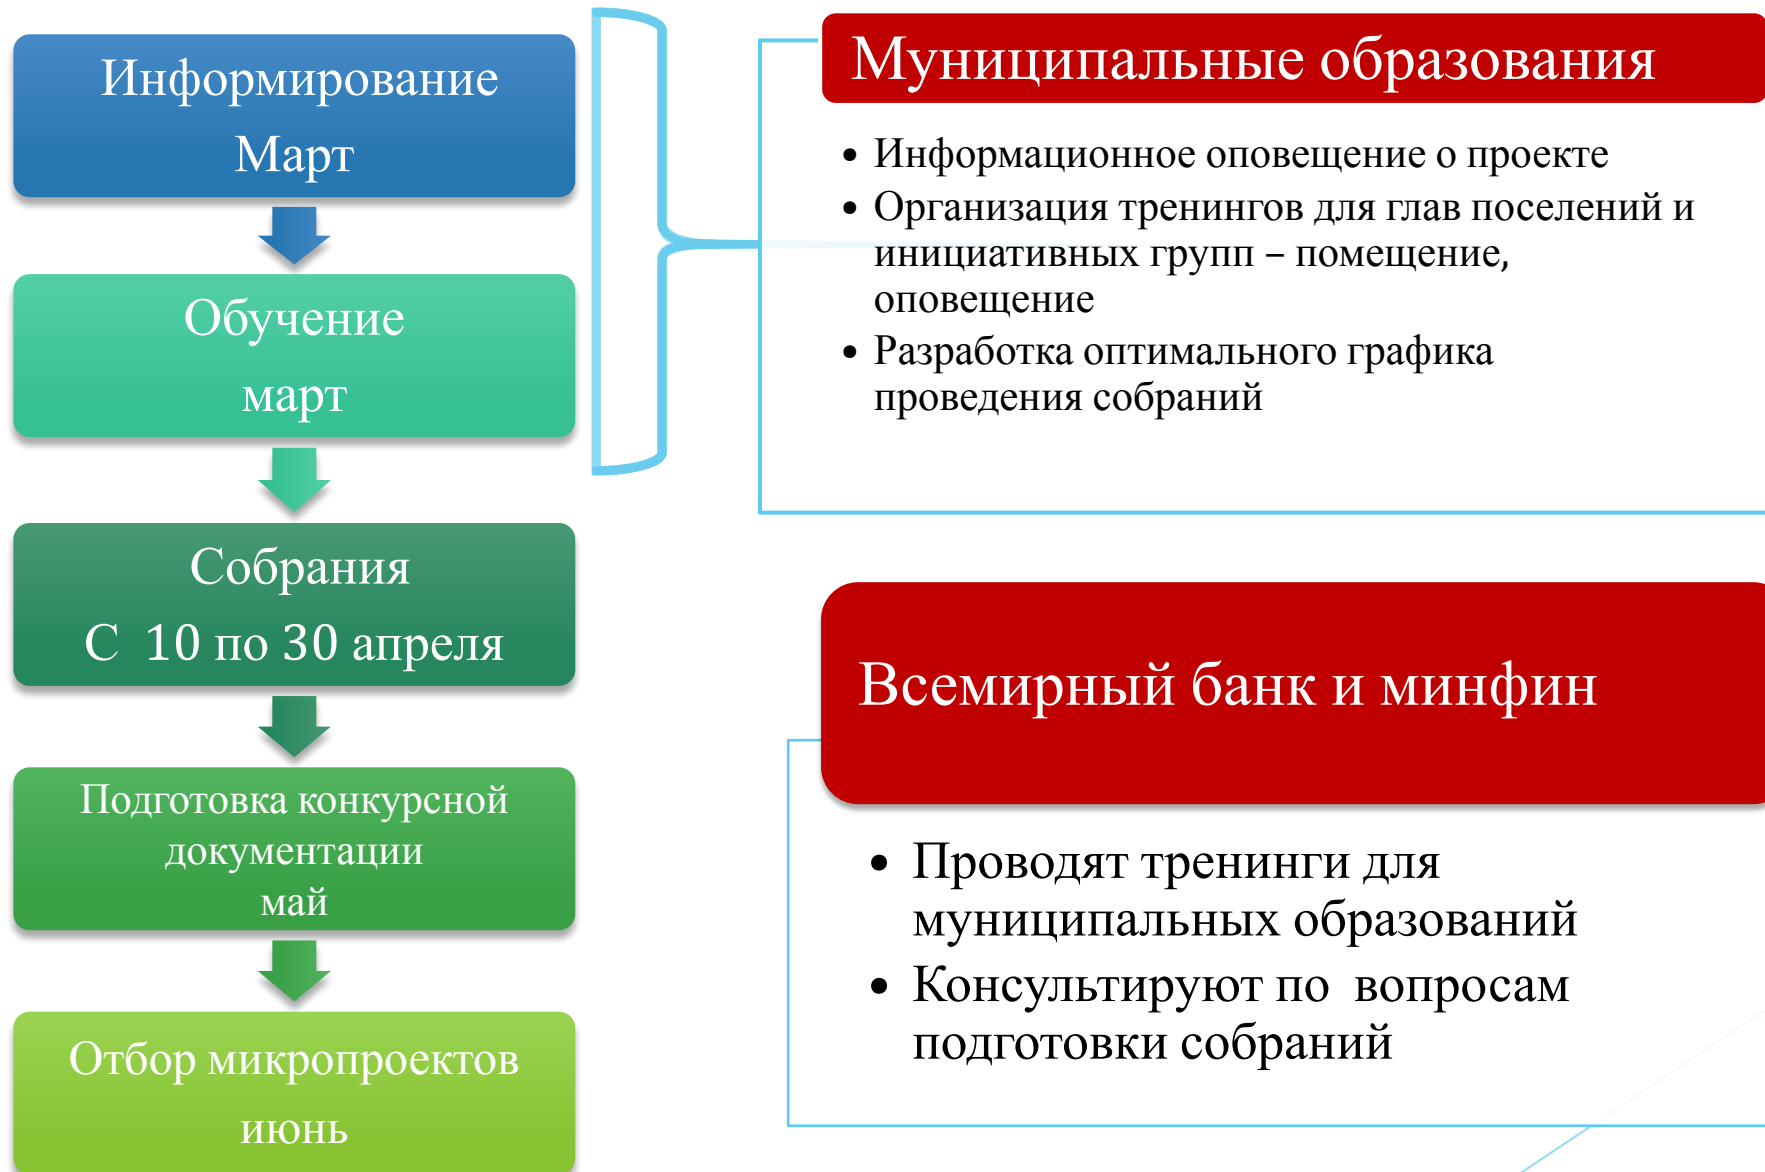 Информирование
Март
Обучение
март
Собрания
С 10 по 30 апреля
Подготовка конкурсной
документации
май
Отбор микропроектов
июнь
Муниципальные образования
• Информационное оповещение о проекте
• Организация тренингов для глав поселений и
инициативных групп – помещение,
оповещение
• Разработка оптимального графика
проведения собраний
Всемирный банк и минфин
• Проводят тренинги для
муниципальных образований
• Консультируют по вопросам
подготовки собраний